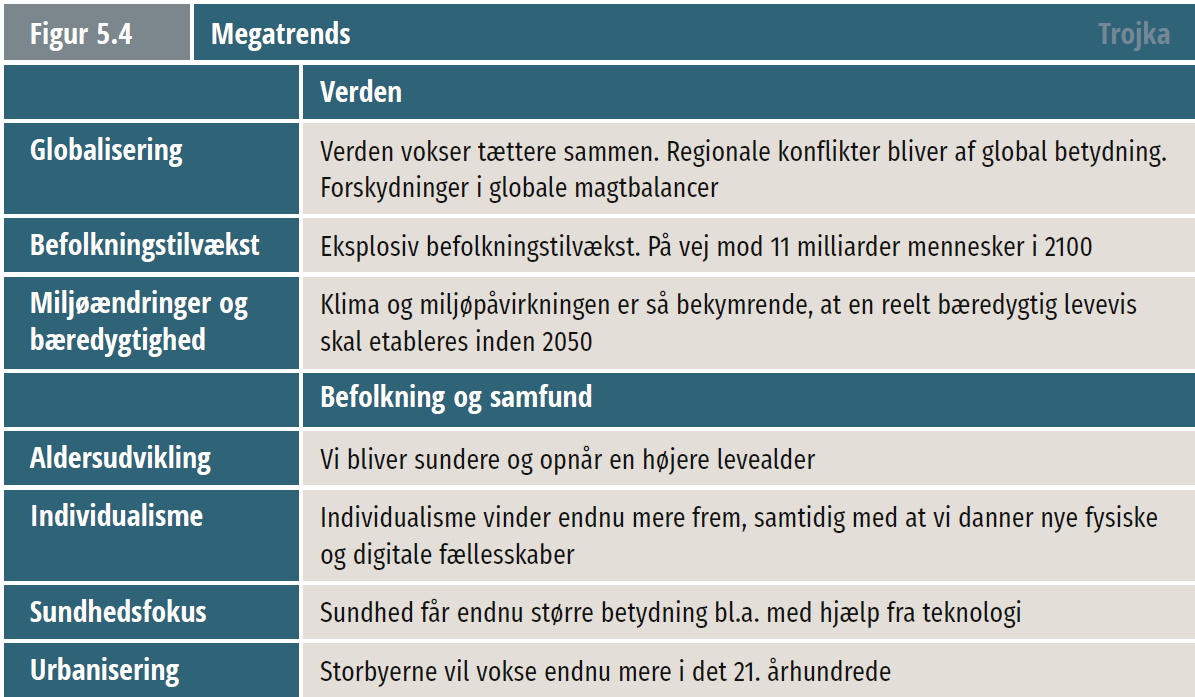 Figur 5.4
Megatrends
Trojka
Verden
Globalisering
Verden vokser tættere sammen. Regionale konflikter bliver af global betydning.
Forskydninger i globale magtbalancer
Befolkningstilvækst
Eksplosiv befolkningstilvækst. På vej mod 11 milliarder mennesker i 2100
Miljøændringer og
bæredygtighed
Klima og miljøpåvirkningen er så bekymrende, at en reelt bæredygtig levevis
skal etableres inden 2050
Befolkning og samfund
Aldersudvikling
Vi bliver sundere og opnår en højere levealder
Individualisme
Individualisme vinder endnu mere frem, samtidig med at vi danner nye fysiske
og digitale fællesskaber
Sundhedsfokus
Sundhed får endnu større betydning bl.a. med hjælp fra teknologi
Urbanisering
Storbyerne vil vokse endnu mere i det 21. århundrede